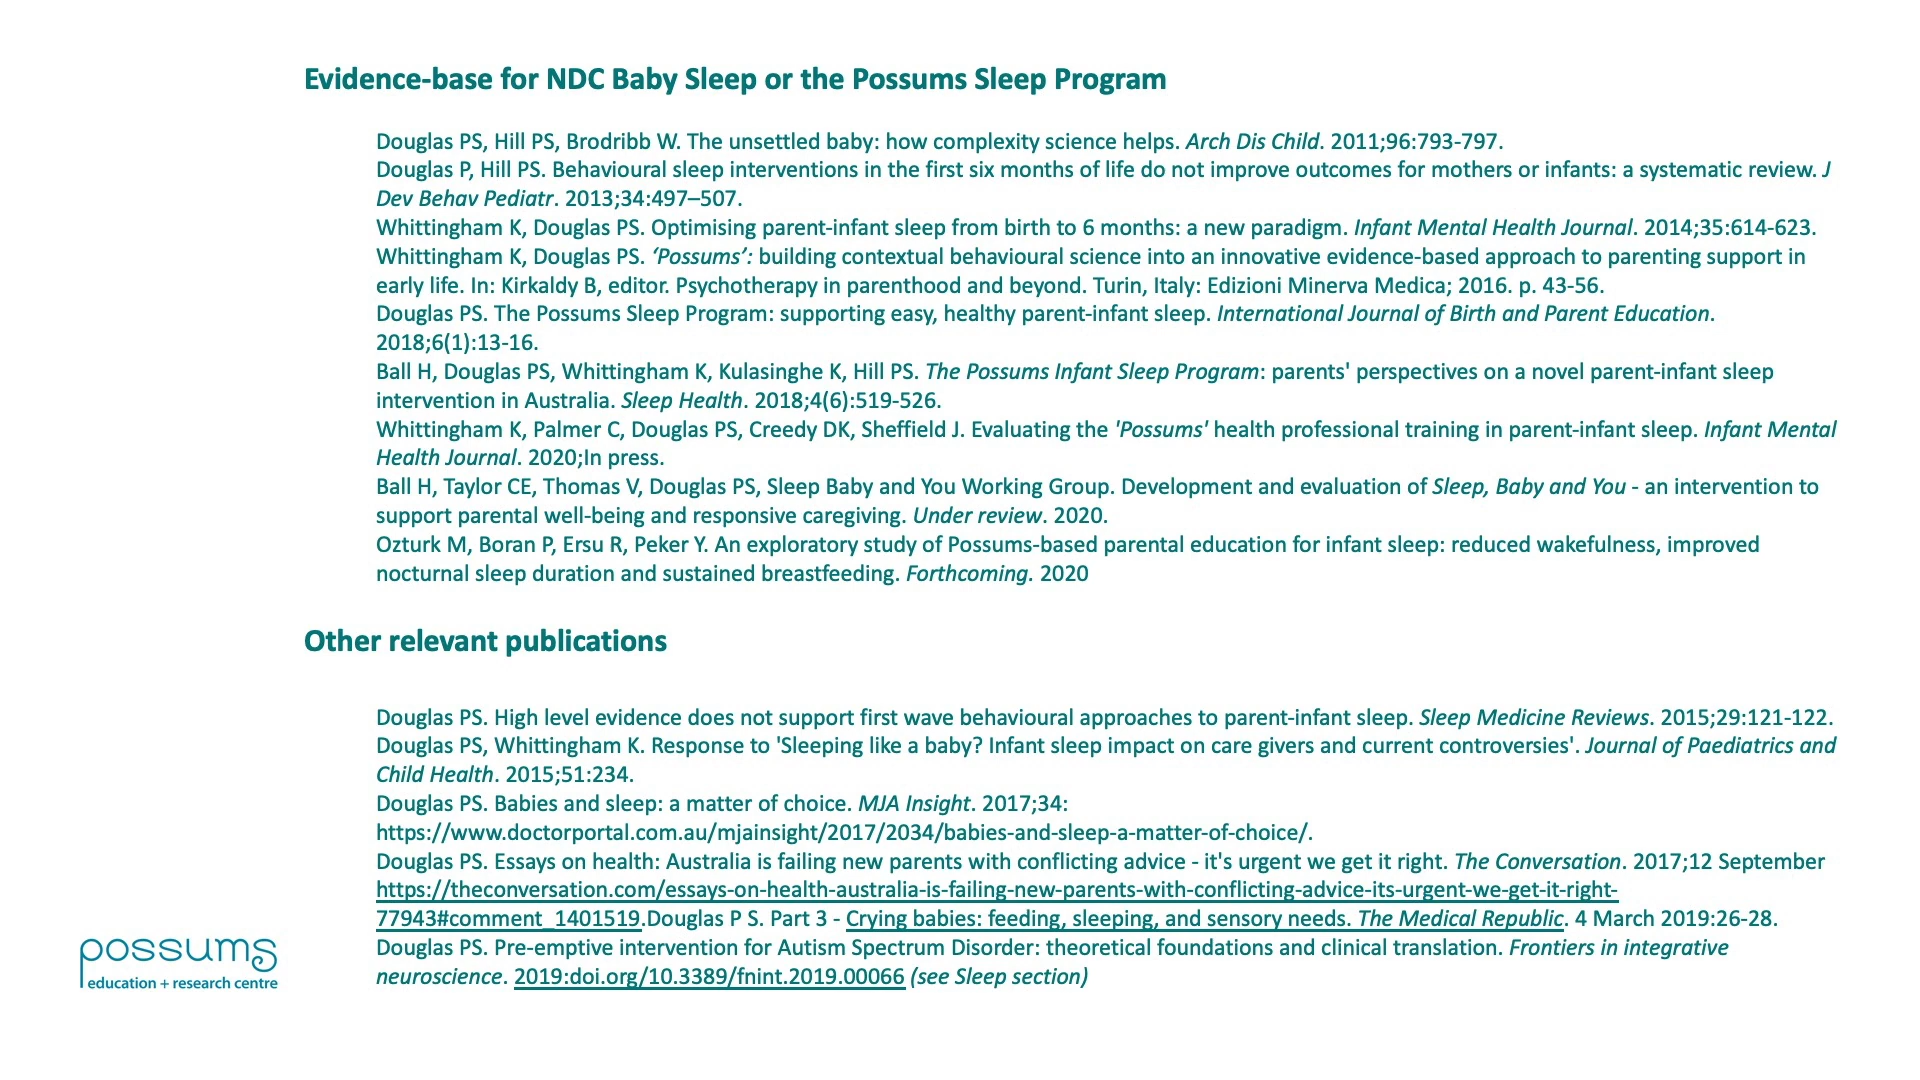 Evidence-base for NDC Baby Sleep or the Possums Sleep Program
Douglas PS, Hill PS, Brodribb W. The unsettled baby: how complexity science helps. Arch Dis Child. 2011;96:793-797.
Douglas P, Hill PS. Behavioural sleep interventions in the first six months of life do not improve outcomes for mothers or infants: a systematic review. J
Dev Behav Pediatr. 2013;34:497–507.
Whittingham K, Douglas PS. Optimising parent-infant sleep from birth to 6 months: a new paradigm. Infant Mental Health Journal. 2014;35:614-623.
Whittingham K, Douglas PS. ‘Possums’: building contextual behavioural science into an innovative evidence-based approach to parenting support in
early life. In: Kirkaldy B, editor. Psychotherapy in parenthood and beyond. Turin, Italy: Edizioni Minerva Medica; 2016. p. 43-56.
Douglas PS. The Possums Sleep Program: supporting easy, healthy parent-infant sleep. International Journal of Birth and Parent Education.
2018;6(1):13-16.
Ball H, Douglas PS, Whittingham K, Kulasinghe K, Hill PS. The Possums Infant Sleep Program: parents' perspectives on a novel parent-infant sleep
intervention in Australia. Sleep Health. 2018;4(6):519-526.
Whittingham K, Palmer C, Douglas PS, Creedy DK, Sheffield J. Evaluating the 'Possums' health professional training in parent-infant sleep. Infant Mental
Health Journal. 2020;In press.
Ball H, Taylor CE, Thomas V, Douglas PS, Sleep Baby and You Working Group. Development and evaluation of Sleep, Baby and You - an intervention to
support parental well-being and responsive caregiving. Under review. 2020.
Ozturk M, Boran P, Ersu R, Peker Y. An exploratory study of Possums-based parental education for infant sleep: reduced wakefulness, improved
nocturnal sleep duration and sustained breastfeeding. Forthcoming. 2020
Other relevant publications
Douglas PS. High level evidence does not support first wave behavioural approaches to parent-infant sleep. Sleep Medicine Reviews. 2015;29:121-122.
Douglas PS, Whittingham K. Response to 'Sleeping like a baby? Infant sleep impact on care givers and current controversies'. Journal of Paediatrics and
Child Health. 2015;51:234.
Douglas PS. Babies and sleep: a matter of choice. MJA Insight. 2017;34:
https://www.doctorportal.com.au/mjainsight/2017/2034/babies-and-sleep-a-matter-of-choice/.
Douglas PS. Essays on health: Australia is failing new parents with conflicting advice - it's urgent we get it right. The Conversation. 2017;12 September
https://theconversation.com/essays-on-health-australia-is-failing-new-parents-with-conflicting-advice-its-urgent-we-get-it-right-
77943#comment_1401519.Douglas P S. Part 3 - Crying babies: feeding, sleeping, and sensory needs. The Medical Republic. 4 March 2019:26-28.
Douglas PS. Pre-emptive intervention for Autism Spectrum Disorder: theoretical foundations and clinical translation. Frontiers in integrative
neuroscience. 2019:doi.org/10.3389/fnint.2019.00066 (see Sleep section)
possums
education + research centre